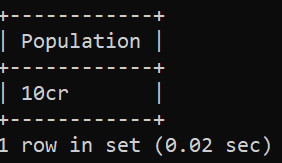 +------------+
| Population |
+------------+
| 10cr       |
+------------+
1 row in set (0.02 sec)